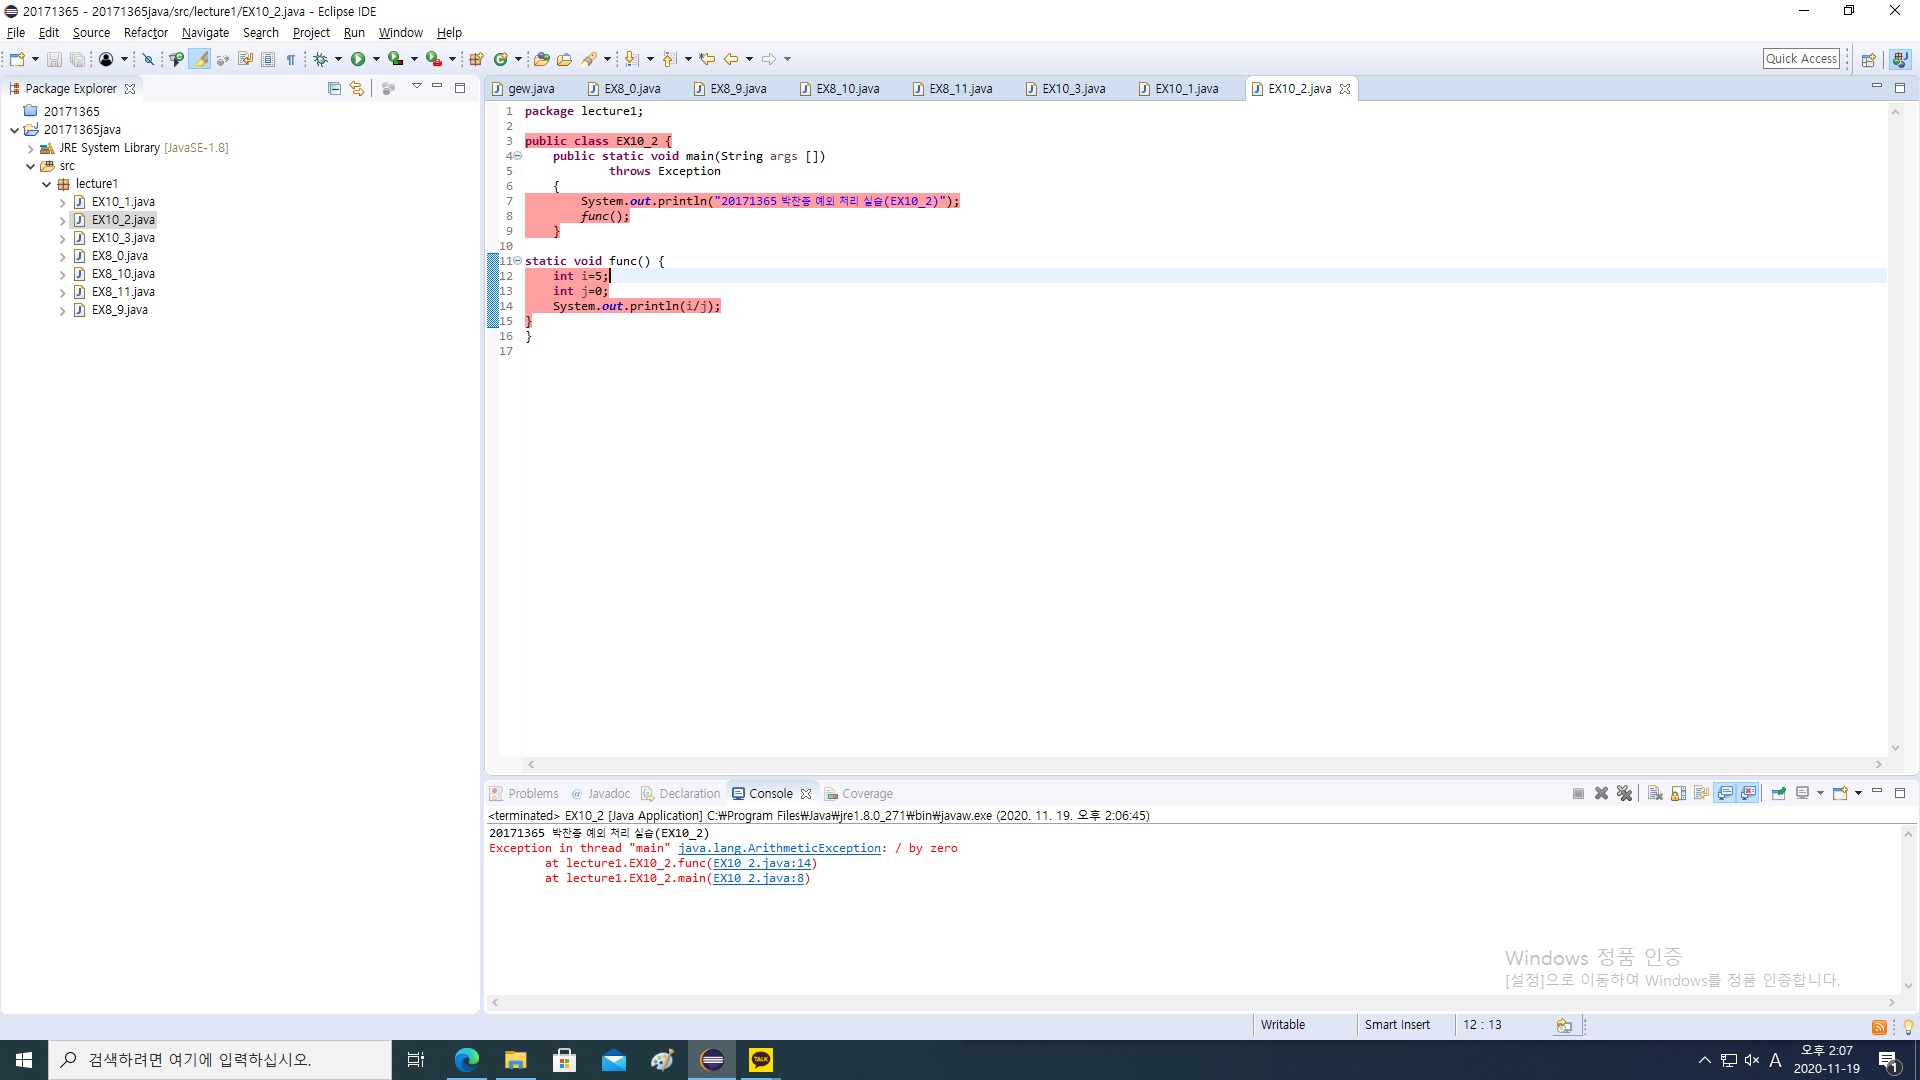 20171365 - 20171365java/src/lecture1/EX10_2.java - Eclipse IDE
File Edit Source Refactor Navigate Search Project Run Window Help
Quick Access
Package Explorer
20171365
20171365java
JRE System Library [JavaSE-1.8]
src
lecture1
EX10_1.java
EX10_2.java
EX10_3.java
EX8_0.java
EX8_10.java
EX8_11.java
EX8_9.java
gew.java EX8_0.java EX8_9.java EX8_10.java EX8_11.java EX10_3.java EX10_1.java EX10_2.java
1 package lecture1;
2
3 public class EX10_2 {
4 public static void main(String args [])
5 throws Exception
6 {
7 System.out.println("20171365 박찬종 예외 처리 실습(EX10_2)");
8 func();
9 }
10
11 static void func() {
12 int i=5;
13 int j=0;
14 System.out.println(i/j);
15 }
16 }
17
Problems @ Javadoc Declaration Console Coverage
<terminated> EX10_2 [Java Application] C:₩Program Files₩Java₩jre1.8.0_271₩bin₩javaw.exe (2020. 11. 19. 오후 2:06:45)
20171365 박찬종 예외 처리 실습(EX10_2)
Exception in thread "main" java.lang.ArithmeticException: / by zero
at lecture1.EX10_2.func(EX10_2.java:14)
at lecture1.EX10_2.main(EX10_2.java:8)
Windows 정품 인증
[설정]으로 이동하여 Windows를 정품 인증합니다.
Writable Smart Insert 12 : 13
검색하려면 여기에 입력하십시오.
TALK
A
오후 2:07
2020-11-19
1